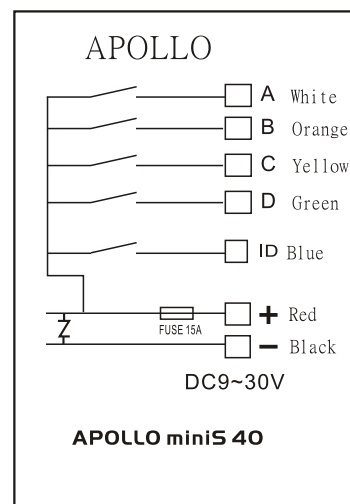 APOLLO
A White
B Orange
C Yellow
D Green
ID Blue
+ Red
FUSE 15A
− Black
DC9~30V
APOLLO miniS 40